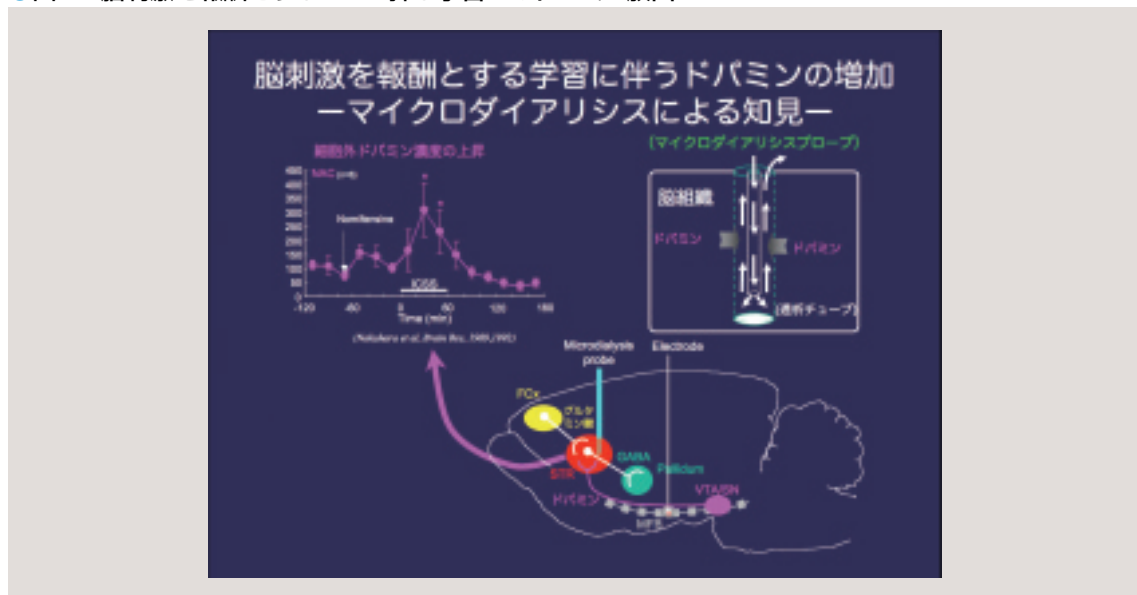 脳刺激を報酬とする学習に伴うドパミンの増加
ーマイクロダイアリシスによる知見ー
細胞外ドパミン濃度の上昇
(マイクロダイアリシスプローブ)
450
400
350
300
250
200
150
100
50
0
NAC
Nomifensine
ICSS
-120
-60
0
60
120
180
Time (min)
脳組織
ドパミン
ドパミン
(透析チューブ)
Microdialysis
probe
Electrode
FCx
グルタ
ミン酸
STR
GABA
Pallidum
ドパミン
VTA/SN
MFB